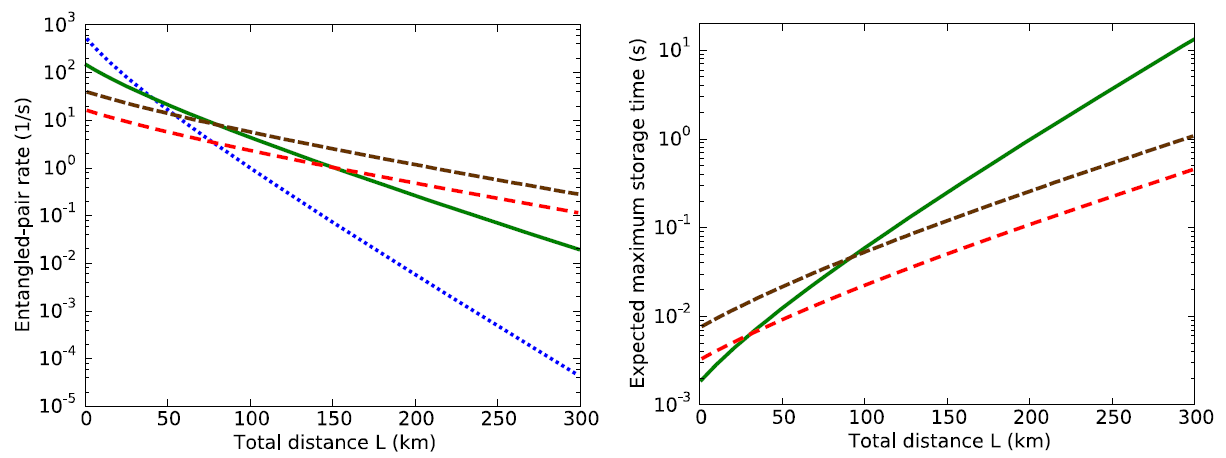 Entangled-pair rate (1/s)
10^3
10^2
10^1
10^0
10^-1
10^-2
10^-3
10^-4
10^-5
0 50 100 150 200 250 300
Total distance L (km)
Expected maximum storage time (s)
10^1
10^0
10^-1
10^-2
10^-3
0 50 100 150 200 250 300
Total distance L (km)